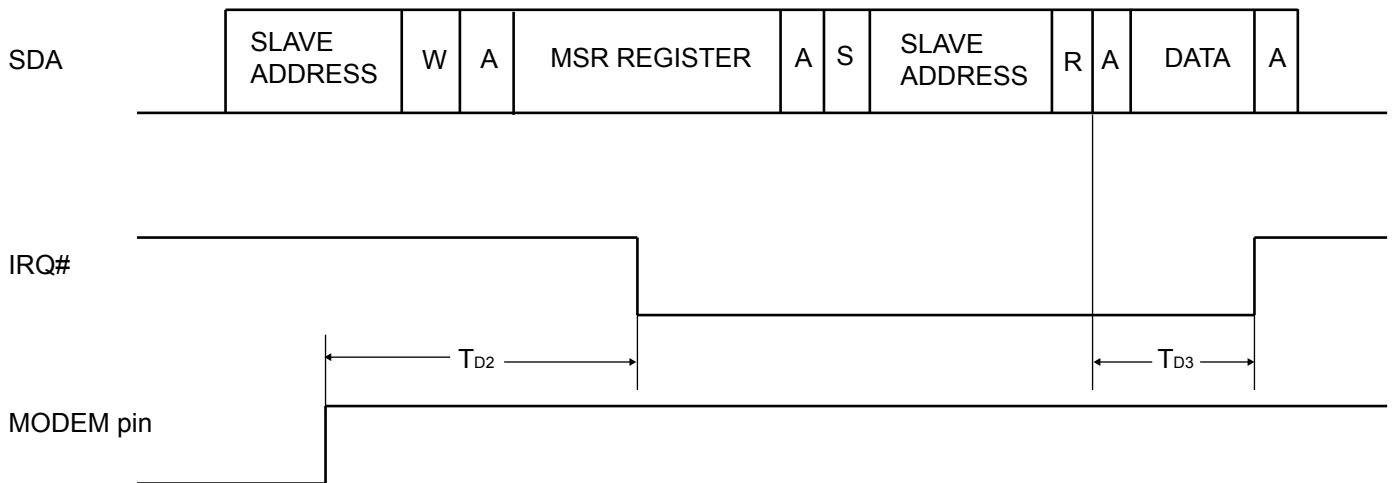 SDA
SLAVE
ADDRESS
W
A
MSR REGISTER
A
S
SLAVE
ADDRESS
R
A
DATA
A
IRQ#
TD2
TD3
MODEM pin